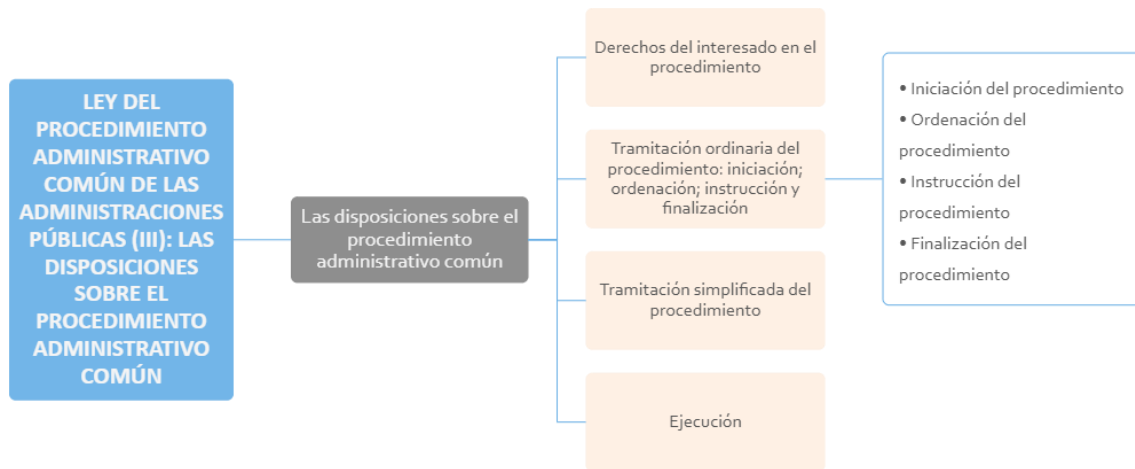 LEY DEL
PROCEDIMIENTO
ADMINISTRATIVO
COMÚN DE LAS
ADMINISTRACIONES
PÚBLICAS (III): LAS
DISPOSICIONES
SOBRE EL
PROCEDIMIENTO
ADMINISTRATIVO
COMÚN
Las disposiciones sobre el
procedimiento
administrativo común
Derechos del interesado en el
procedimiento
Tramitación ordinaria del
procedimiento: iniciación;
ordenación; instrucción y
finalización
Tramitación simplificada del
procedimiento
Ejecución
• Iniciación del procedimiento
• Ordenación del
procedimiento
• Instrucción del
procedimiento
• Finalización del
procedimiento